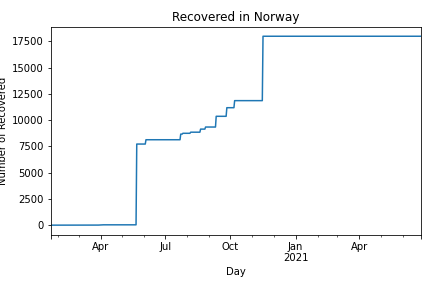 Recovered in Norway
17500
15000
12500
10000
7500
5000
2500
0
Number of Recovered
Apr
Jul
Oct
Jan
2021
Apr
Day